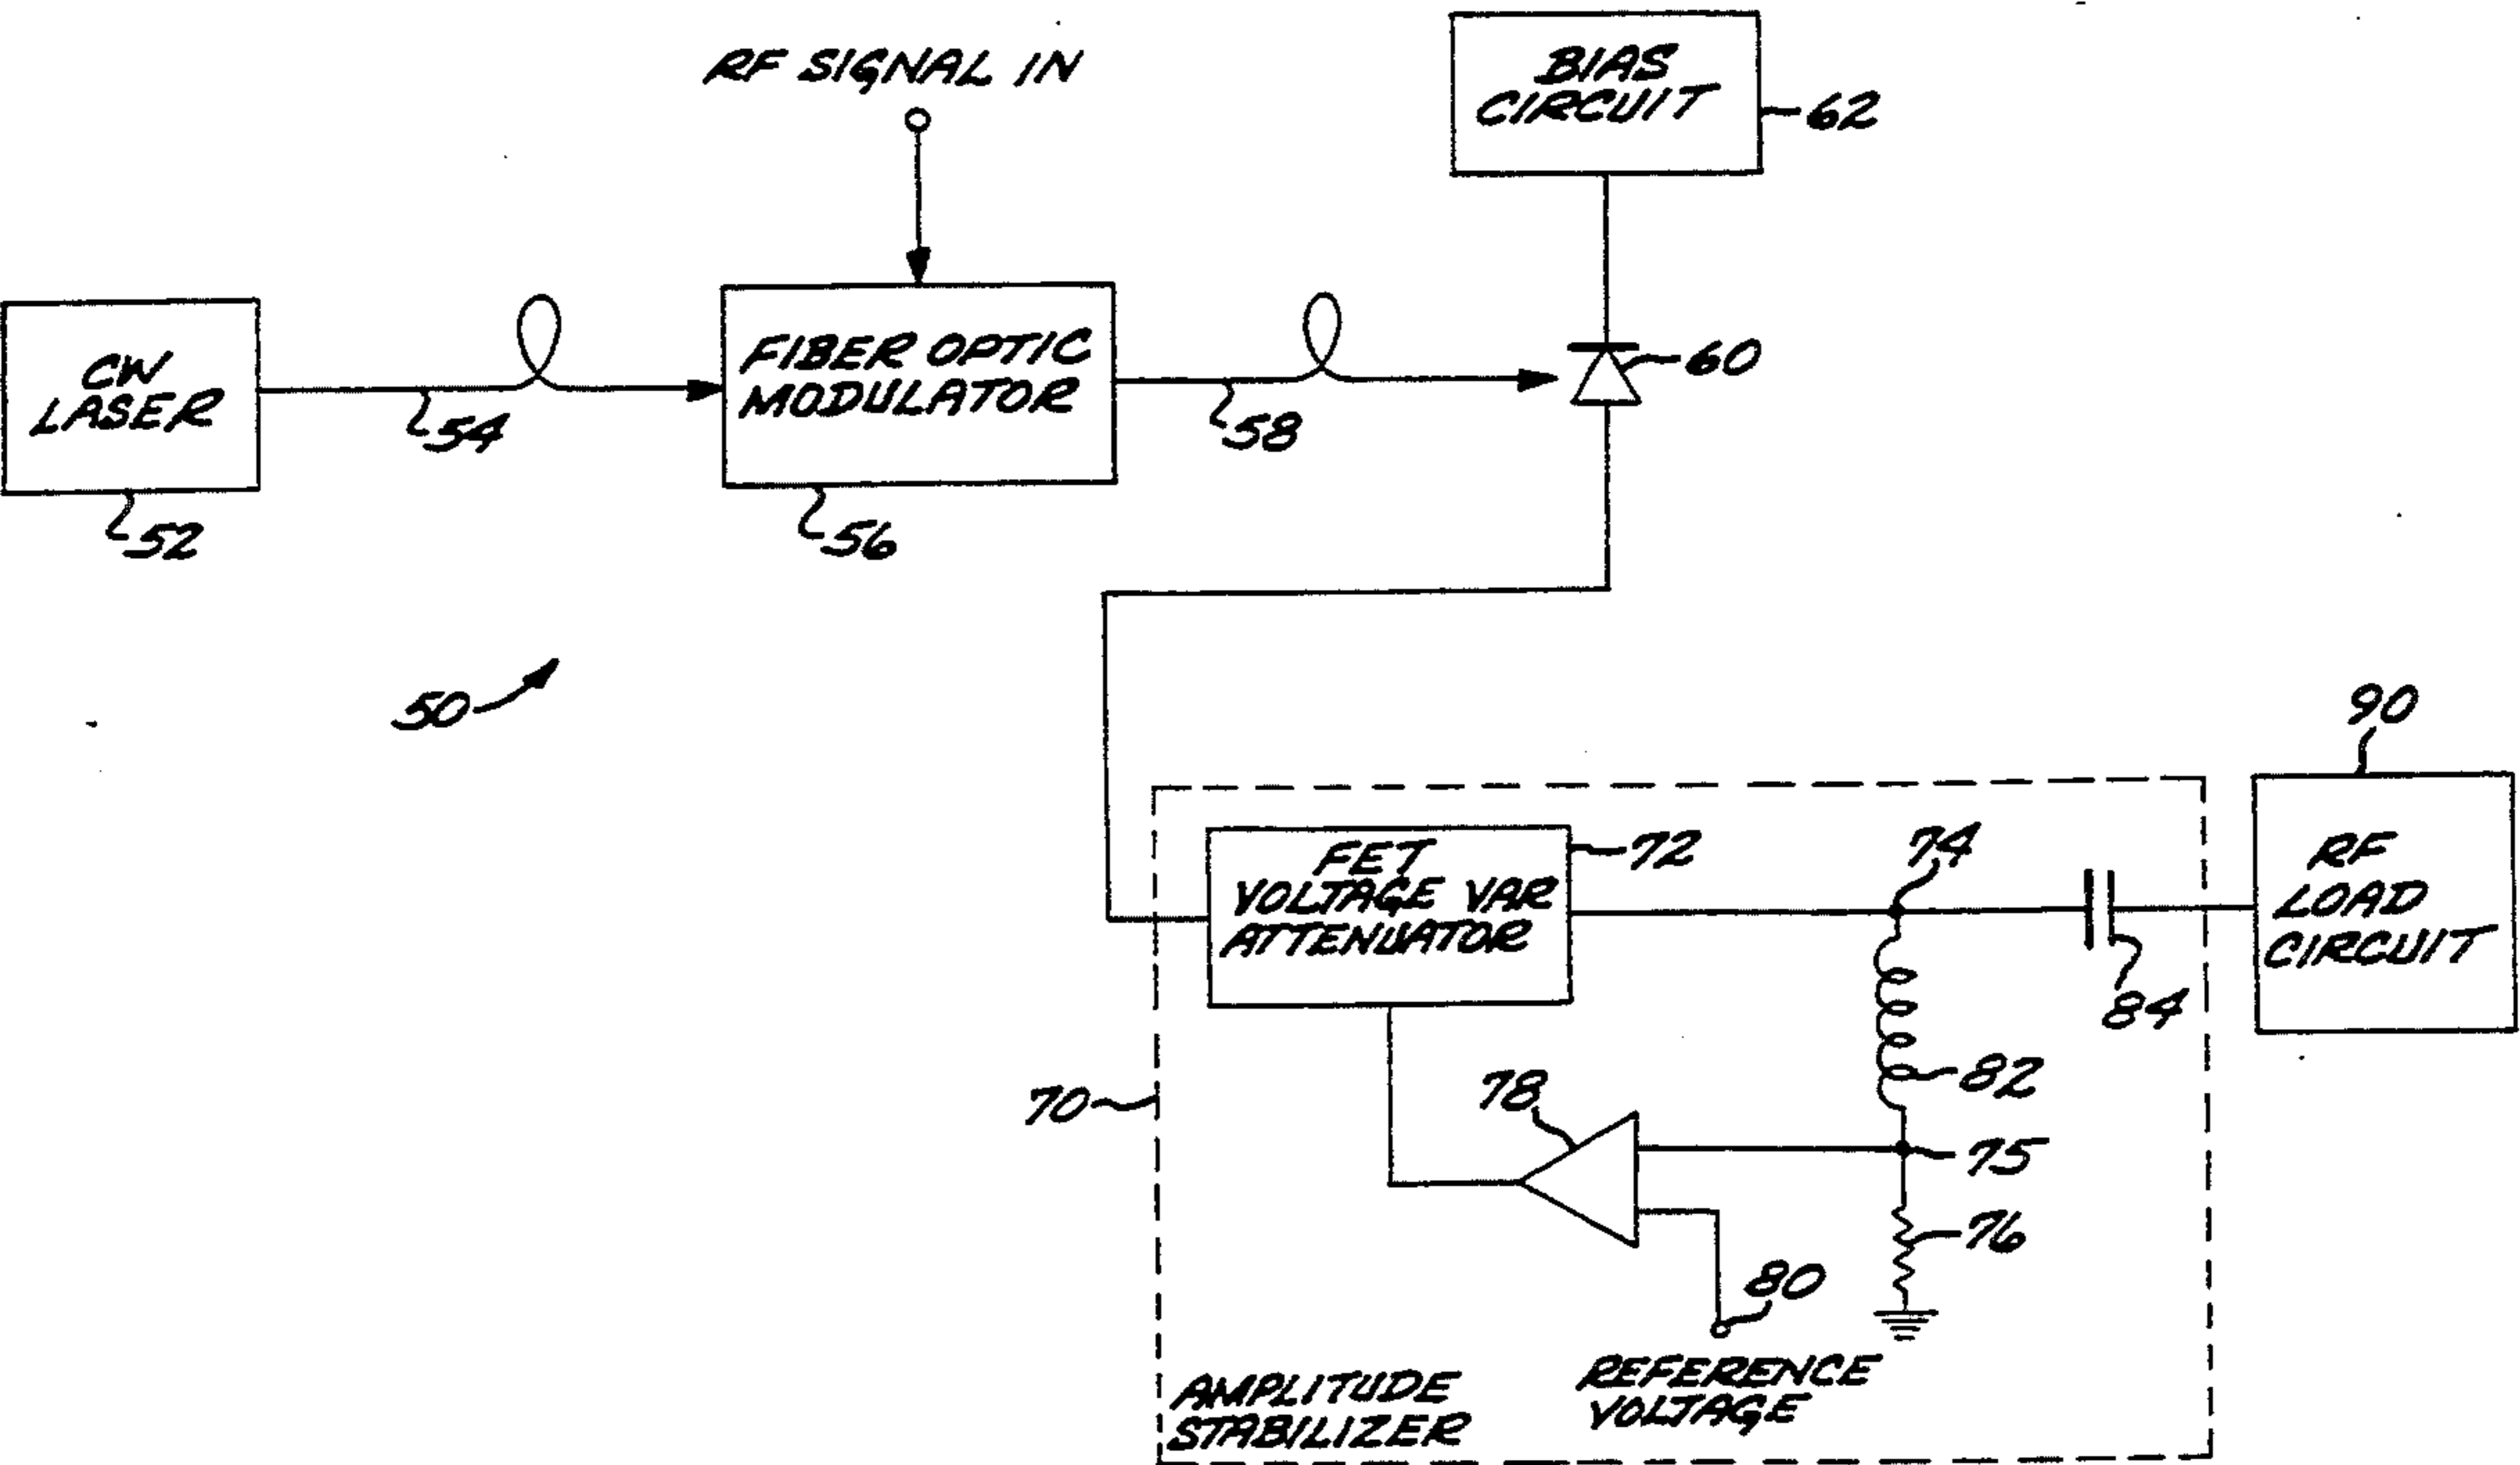 RF SIGNAL IN
BIAS
CIRCUIT
62
CW
LASER
52
54
FIBER OPTIC
MODULATOR
56
58
60
50
90
RF
LOAD
CIRCUIT
FET
VOLTAGE VAR
ATTENUATOR
72
74
84
82
70
78
75
76
80
REFERENCE
VOLTAGE
AMPLITUDE
STABILIZER